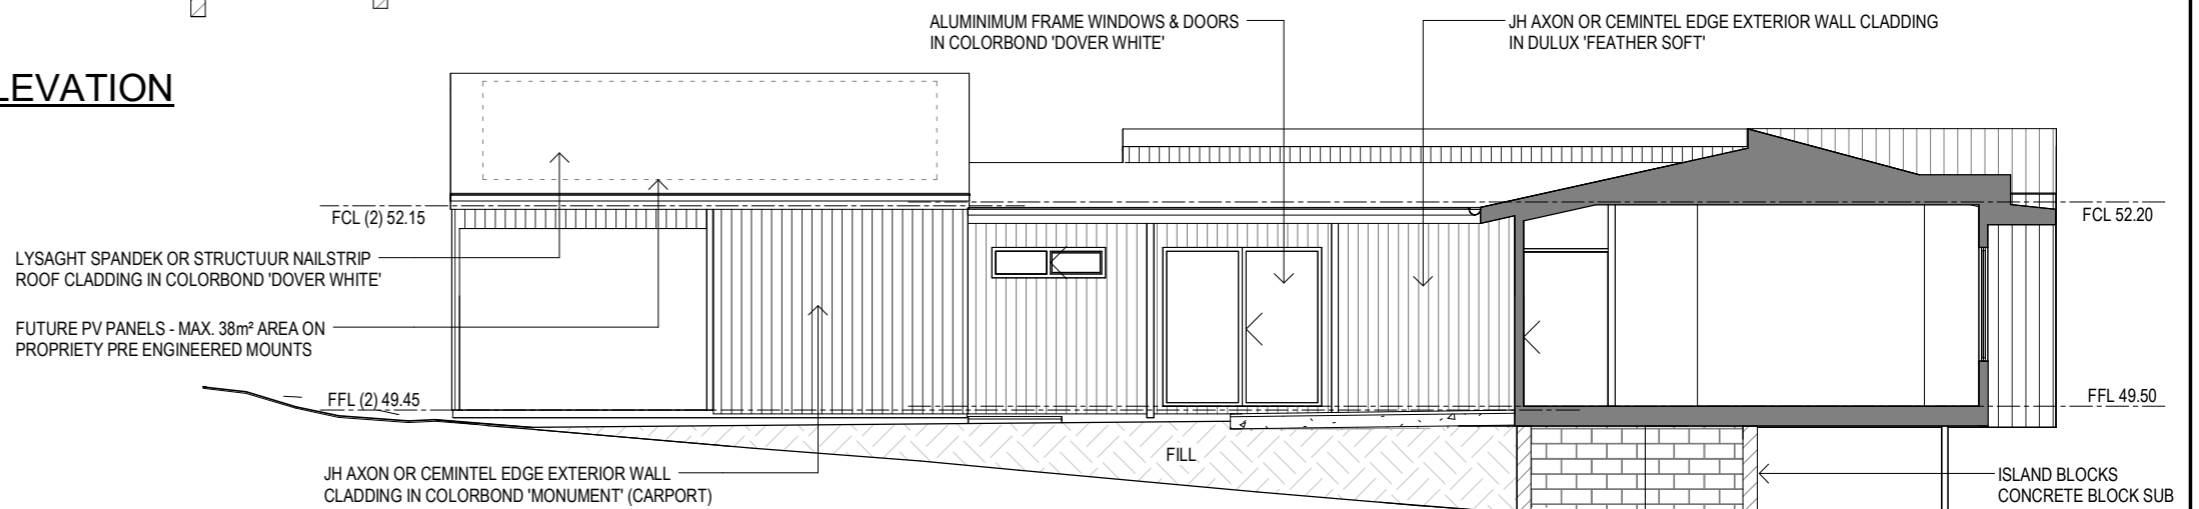 ALUMINIMUM FRAME WINDOWS & DOORS
IN COLORBOND 'DOVER WHITE'
JH AXON OR CEMINTEL EDGE EXTERIOR WALL CLADDING
IN DULUX 'FEATHER SOFT'
LEVATION
FCL (2) 52.15
FCL 52.20
LYSAGHT SPANDEK OR STRUCTUUR NAILSTRIP
ROOF CLADDING IN COLORBOND 'DOVER WHITE'
FUTURE PV PANELS - MAX. 38m² AREA ON
PROPRIETY PRE ENGINEERED MOUNTS
FFL (2) 49.45
FFL 49.50
FILL
JH AXON OR CEMINTEL EDGE EXTERIOR WALL
CLADDING IN COLORBOND 'MONUMENT' (CARPORT)
ISLAND BLOCKS
CONCRETE BLOCK SUB